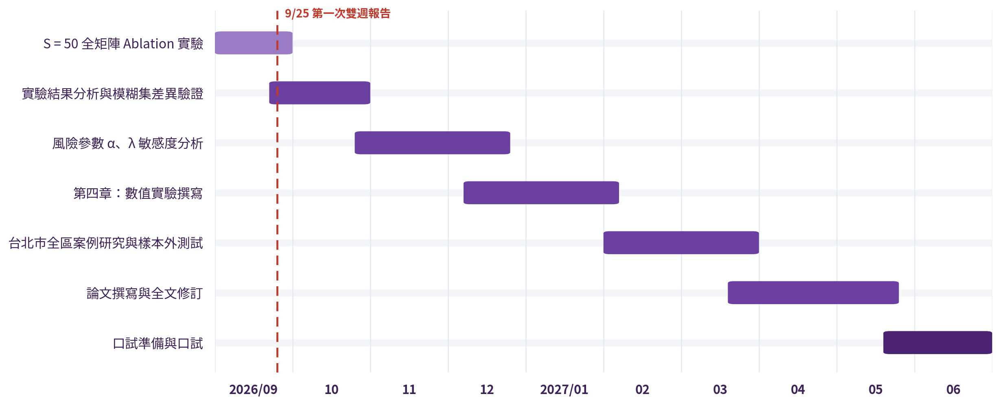 9/25 第一次雙週報告
S = 50 全矩陣 Ablation 實驗
實驗結果分析與模糊集差異驗證
風險參數 α、λ 敏感度分析
第四章：數值實驗撰寫
台北市全區案例研究與樣本外測試
論文撰寫與全文修訂
口試準備與口試
2026/09 10 11 12 2027/01 02 03 04 05 06